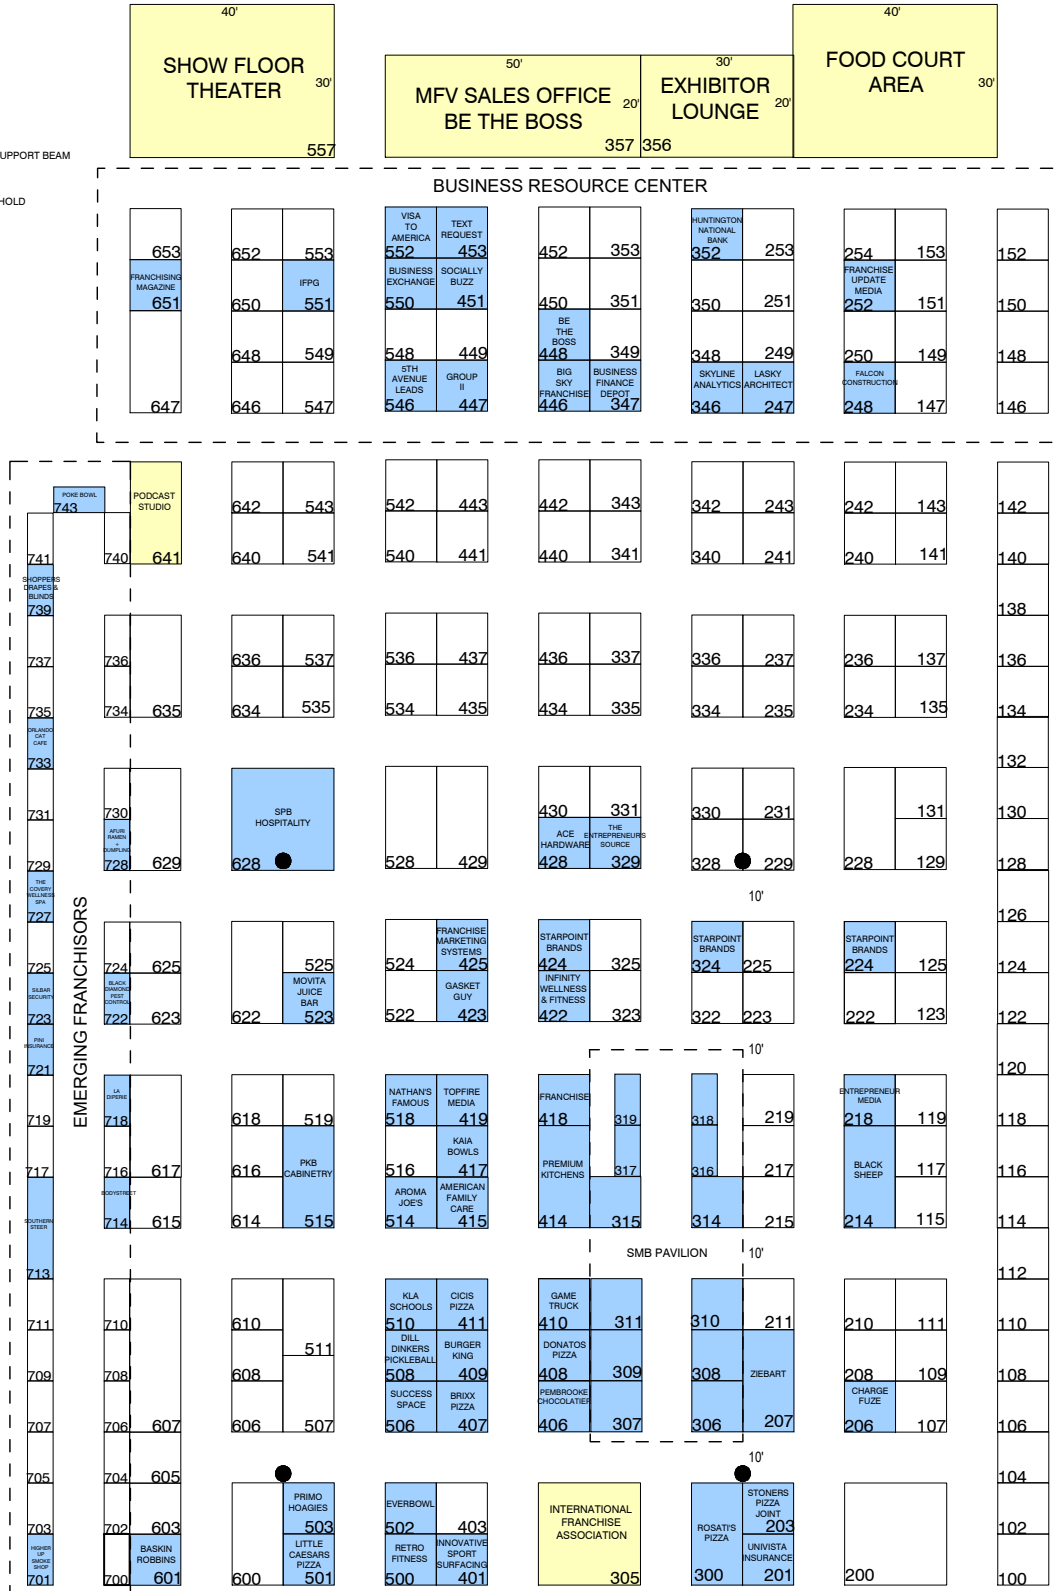 40'
40'
SHOW FLOOR
THEATER
30'
557
50'
MFV SALES OFFICE
BE THE BOSS
20'
357
30'
EXHIBITOR
LOUNGE
20'
356
FOOD COURT
AREA
30'
UPPORT BEAM
HOLD
BUSINESS RESOURCE CENTER
653
652 553
VISA
TO
AMERICA
552
TEXT
REQUEST
453
452 353
HUNTINGTON
NATIONAL
BANK
352
253
254 153
152
FRANCHISING
MAGAZINE
651
650
IFPG
551
BUSINESS
EXCHANGE
550
SOCIALLY
BUZZ
451
450 351
350 251
FRANCHISE
UPDATE
MEDIA
252
151
150
648 549
548 449
BE
THE
BOSS
448
349
348 249
250 149
148
647
646 547
5TH
AVENUE
LEADS
546
GROUP
II
447
BIG
SKY
FRANCHISE
446
BUSINESS
FINANCE
DEPOT
347
SKYLINE
ANALYTICS
346
LASKY
ARCHITECT
247
FALCON
CONSTRUCTION
248
147
146
POKE BOWL
743
PODCAST
STUDIO
641
642 543
542 443
442 343
342 243
242 143
142
741
740
640 541
540 441
440 341
340 241
240 141
140
SHOPPERS
DRAPES &
BLINDS
739
138
737
736
636 537
536 437
436 337
336 237
236 137
136
735
734 635
634 535
534 435
434 335
334 235
234 135
134
ORLANDO
CAT
CAFE
733
132
731
730
SPB
HOSPITALITY
628
430 331
330 231
131
130
729
AFURI
RAMEN
+
DUMPLING
728
629
528 429
ACE
HARDWARE
428
THE
ENTREPRENEUR'S
SOURCE
329
328 229
228 129
128
10'
THE
COVERY
WELLNESS
SPA
727
126
EMERGING FRANCHISORS
725
724 625
525
524
FRANCHISE
MARKETING
SYSTEMS
425
STARPOINT
BRANDS
424
325
STARPOINT
BRANDS
324
225
STARPOINT
BRANDS
224
125
124
SILBAR
SECURITY
723
BLACK
DIAMOND
PEST
CONTROL
722
623
622
MOVITA
JUICE
BAR
523
522
GASKET
GUY
423
INFINITY
WELLNESS
& FITNESS
422
323
322 223
222 123
122
PINI
INSURANCE
721
10'
120
719
LA
DIPERIE
718
618 519
NATHAN'S
FAMOUS
518
TOPFIRE
MEDIA
419
FRANCHISE
418
319
318
219
ENTREPRENEUR
MEDIA
218
119
118
717
716 617
616
PKB
CABINETRY
515
516
KAIA
BOWLS
417
PREMIUM
KITCHENS
414
317
316
217
BLACK
SHEEP
214
117
116
SOUTHERN
STEER
713
BODYSTREET
714
615
614
AROMA
JOE'S
514
AMERICAN
FAMILY
CARE
415
315
314
215
115
114
SMB PAVILION
10'
112
711
710
610
511
KLA
SCHOOLS
510
CICIS
PIZZA
411
GAME
TRUCK
410
311
310
211
210 111
110
709
708
608
DILL
DINKERS
PICKLEBALL
508
BURGER
KING
409
DONATOS
PIZZA
408
309
308
ZIEBART
207
208 109
108
707
706 607
606 507
SUCCESS
SPACE
506
BRIXX
PIZZA
407
PEMBROOKE
CHOCOLATIER
406
307
306
CHARGE
FUZE
206
107
106
10'
705
704 605
104
703
702 603
PRIMO
HOAGIES
503
EVERBOWL
502
403
INTERNATIONAL
FRANCHISE
ASSOCIATION
305
ROSATI'S
PIZZA
300
STONERS
PIZZA
JOINT
203
102
HIGHER
UP
SMOKE
SHOP
701
700
BASKIN
ROBBINS
601
600
LITTLE
CAESARS
PIZZA
501
RETRO
FITNESS
500
INNOVATIVE
SPORT
SURFACING
401
UNIVISTA
INSURANCE
201
200
100